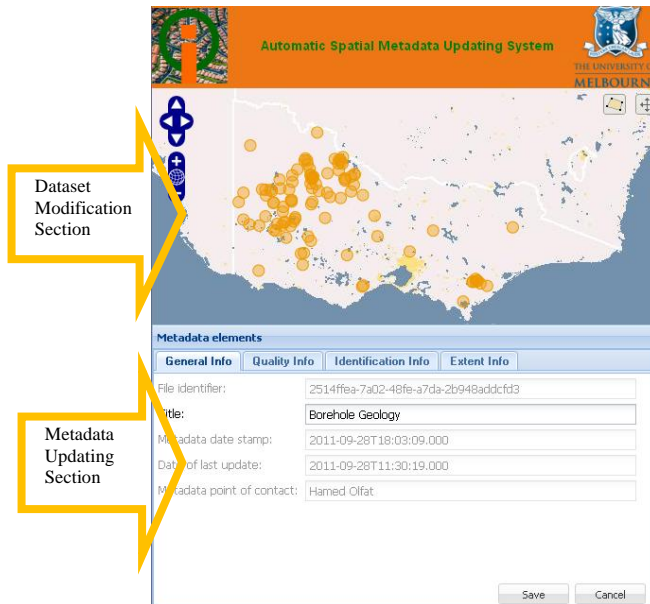 Automatic Spatial Metadata Updating System
THE UNIVERSITY O
MELBOURN
Dataset
Modification
Section
Metadata elements
General Info
Quality Info
Identification Info
Extent Info
File identifier:
2514ffea-7a02-48fe-a7da-2b948addcfd3
Title:
Borehole Geology
Metadata date stamp:
2011-09-28T18:03:09.000
Date of last update:
2011-09-28T11:30:19.000
Metadata point of contact:
Hamed Olfat
Metadata
Updating
Section
Save
Cancel